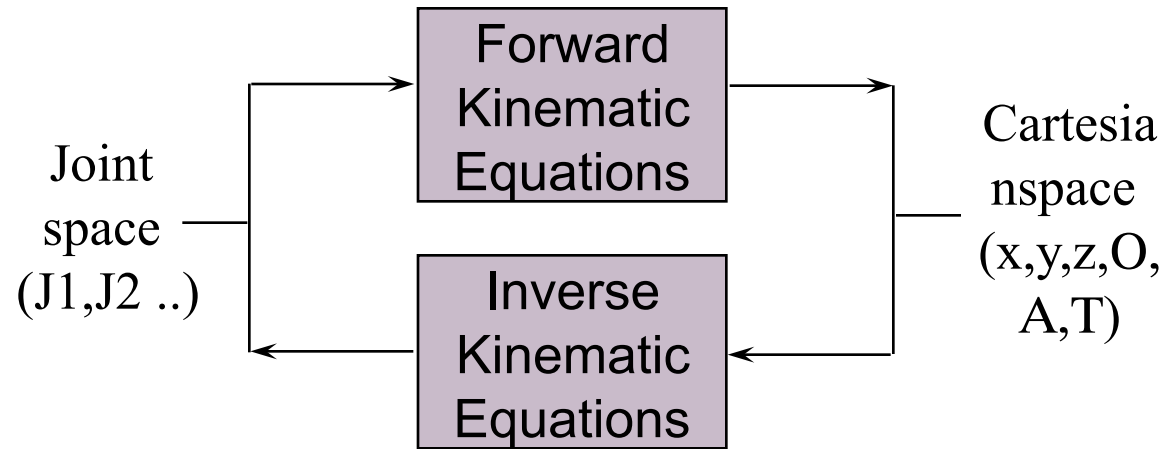 Joint
space
(J1,J2 ..)
Forward
Kinematic
Equations
Inverse
Kinematic
Equations
Cartesia
nspace
(x,y,z,O,
A,T)